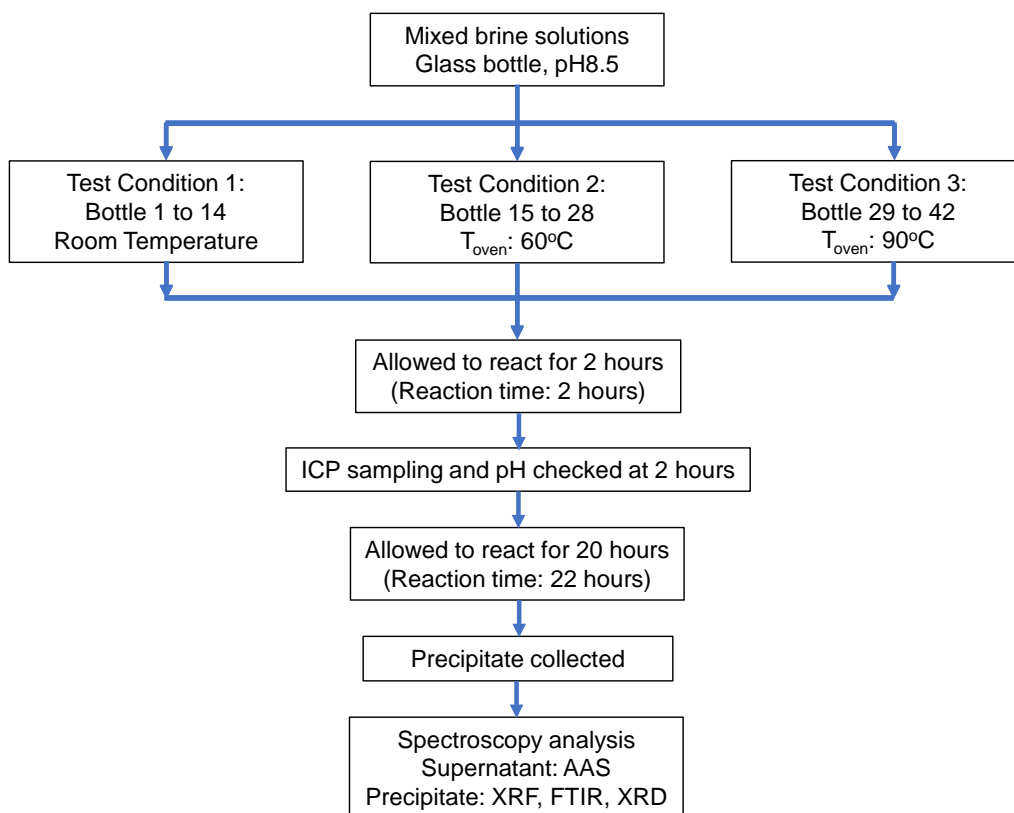 Mixed brine solutions
Glass bottle, pH8.5
Test Condition 1:
Bottle 1 to 14
Room Temperature
Test Condition 2:
Bottle 15 to 28
Toven: 60oC
Test Condition 3:
Bottle 29 to 42
Toven: 90oC
Allowed to react for 2 hours
(Reaction time: 2 hours)
ICP sampling and pH checked at 2 hours
Allowed to react for 20 hours
(Reaction time: 22 hours)
Precipitate collected
Spectroscopy analysis
Supernatant: AAS
Precipitate: XRF, FTIR, XRD